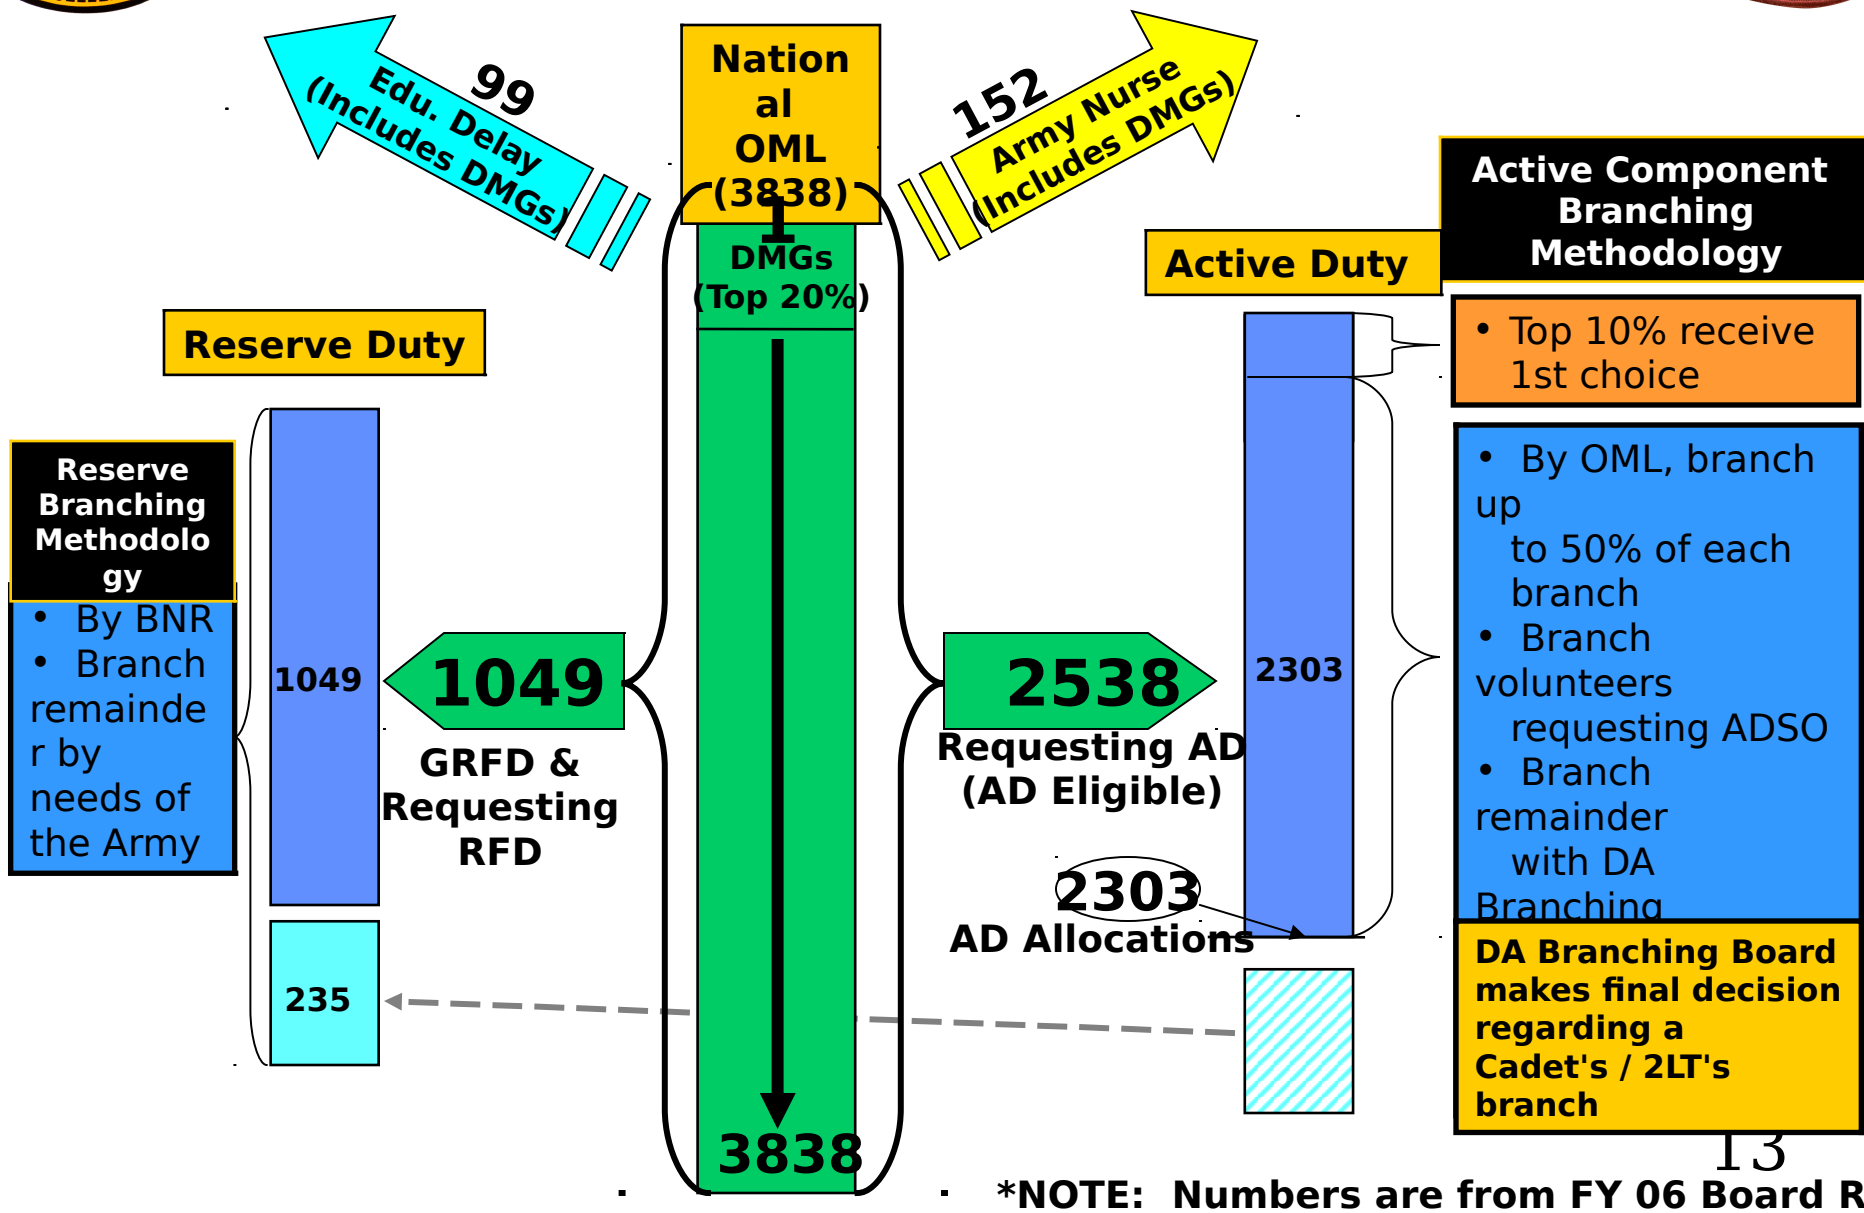 99
Edu. Delay
(Includes DMGs)
Nation
al
OML
(3838)
152
Army Nurse
(Includes DMGs)
1
DMGs
(Top 20%)
Active Component
Branching
Methodology
Active Duty
Reserve Duty
• Top 10% receive
1st choice
Reserve
Branching
Methodolo
gy
• By BNR
• Branch
remainde
r by
needs of
the Army
1049
1049
GRFD &
Requesting
RFD
2538
Requesting AD
(AD Eligible)
2303
2303
AD Allocations
• By OML, branch
up
to 50% of each
branch
• Branch
volunteers
requesting ADSO
• Branch
remainder
with DA
Branching
235
DA Branching Board
makes final decision
regarding a
Cadet's / 2LT's
branch
3838
13
*NOTE: Numbers are from FY 06 Board R